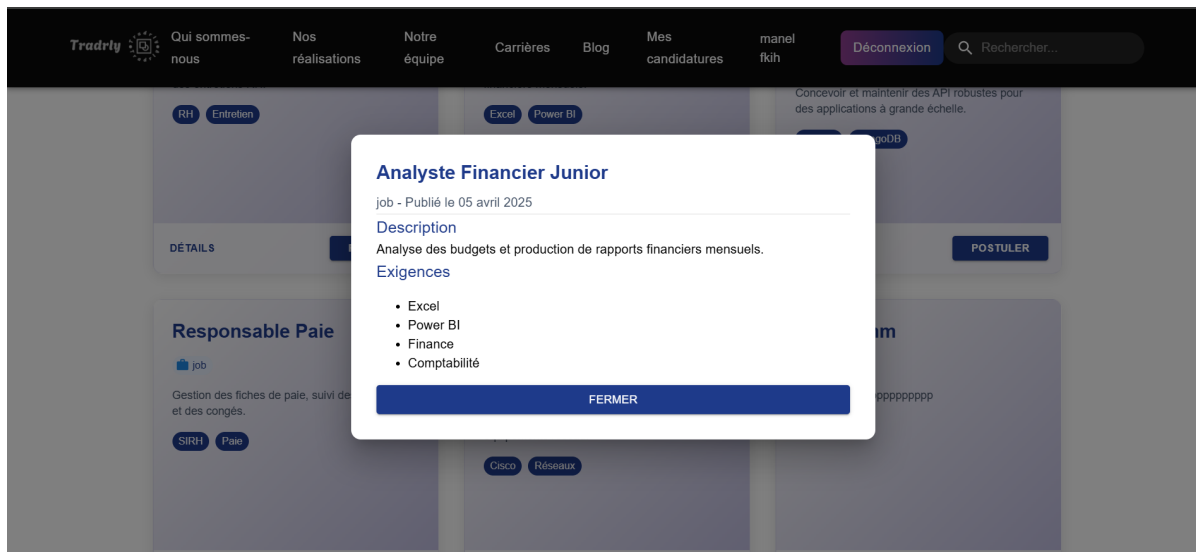 Tradrly
Qui sommes-nous
Nos réalisations
Notre équipe
Carrières
Blog
Mes candidatures
manel fkih
Déconnexion
Rechercher...
Concevoir et maintenir des API robustes pour
des applications à grande échelle.
RH Entretien
Excel Power BI
Analyste Financier Junior
job - Publié le 05 avril 2025
Description
Analyse des budgets et production de rapports financiers mensuels.
Exigences
• Excel
• Power BI
• Finance
• Comptabilité
FERMER
DÉTAILS
POSTULER
Responsable Paie
job
Gestion des fiches de paie, suivi
et des congés.
SIRH Paie
Cisco Réseaux